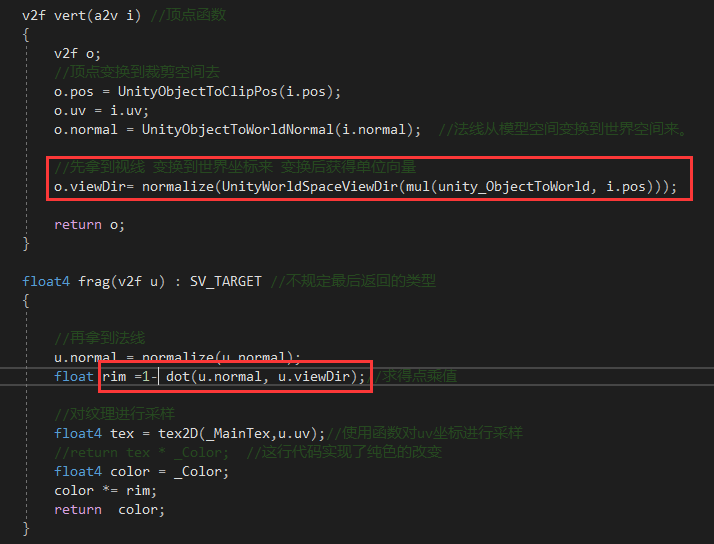 v2f vert(a2v i) //顶点函数
{
v2f o;
//顶点变换到裁剪空间去
o.pos = UnityObjectToClipPos(i.pos);
o.uv = i.uv;
o.normal = UnityObjectToWorldNormal(i.normal); //法线从模型空间变换到世界空间来。
//先拿到视线 变换到世界坐标来 变换后获得单位向量
o.viewDir= normalize(UnityWorldSpaceViewDir(mul(unity_ObjectToWorld, i.pos)));
return o;
}
float4 frag(v2f u) : SV_TARGET //不规定最后返回的类型
{
//再拿到法线
u.normal = normalize(u.normal);
float rim =1- dot(u.normal, u.viewDir);//求得点乘值
//对纹理进行采样
float4 tex = tex2D(_MainTex,u.uv);//使用函数对uv坐标进行采样
//return tex * _Color; //这行代码实现了纯色的改变
float4 color = _Color;
color *= rim;
return color;
}